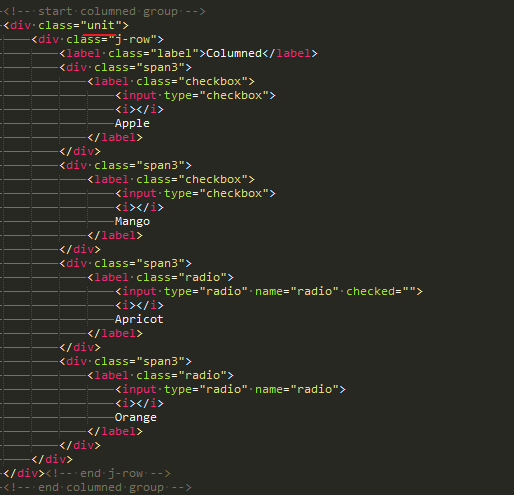 <!-- start columned group -->
<div class="unit">
<div class="j-row">
<label class="label">Columned</label>
<div class="span3">
<label class="checkbox">
<input type="checkbox">
<i></i>
Apple
</label>
</div>
<div class="span3">
<label class="checkbox">
<input type="checkbox">
<i></i>
Mango
</label>
</div>
<div class="span3">
<label class="radio">
<input type="radio" name="radio" checked="">
<i></i>
Apricot
</label>
</div>
<div class="span3">
<label class="radio">
<input type="radio" name="radio">
<i></i>
Orange
</label>
</div>
</div>
</div><!-- end j-row -->
<!-- end columned group -->